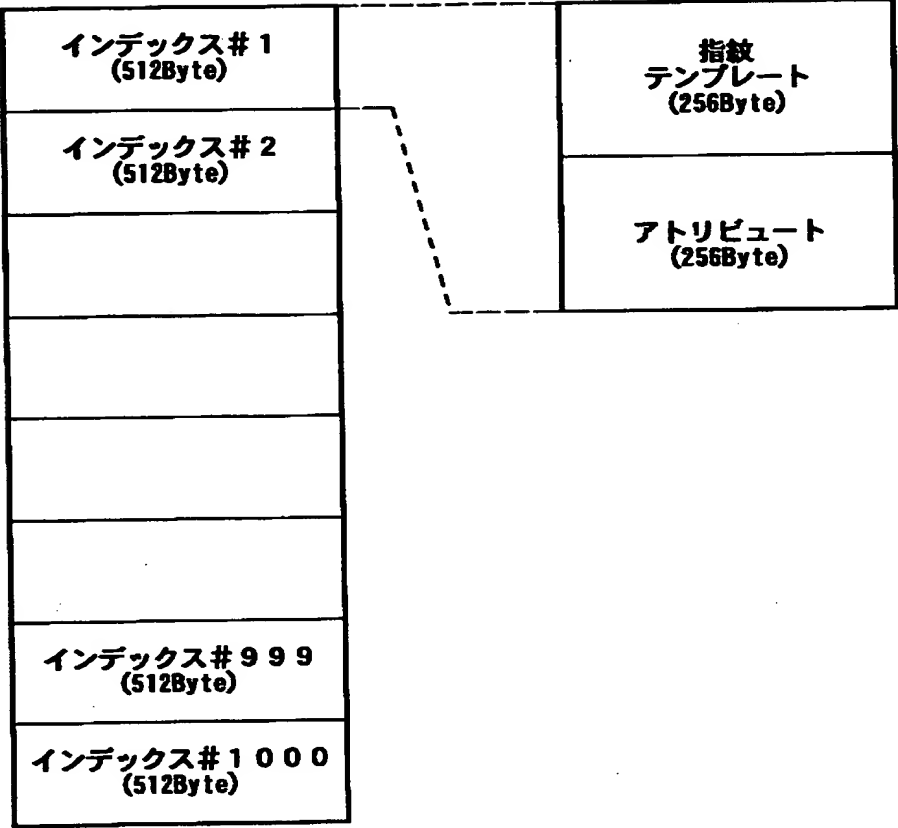 インデックス#1
(512Byte)
インデックス#2
(512Byte)
インデックス#999
(512Byte)
インデックス#1000
(512Byte)
指紋
テンプレート
(256Byte)
アトリビュート
(256Byte)